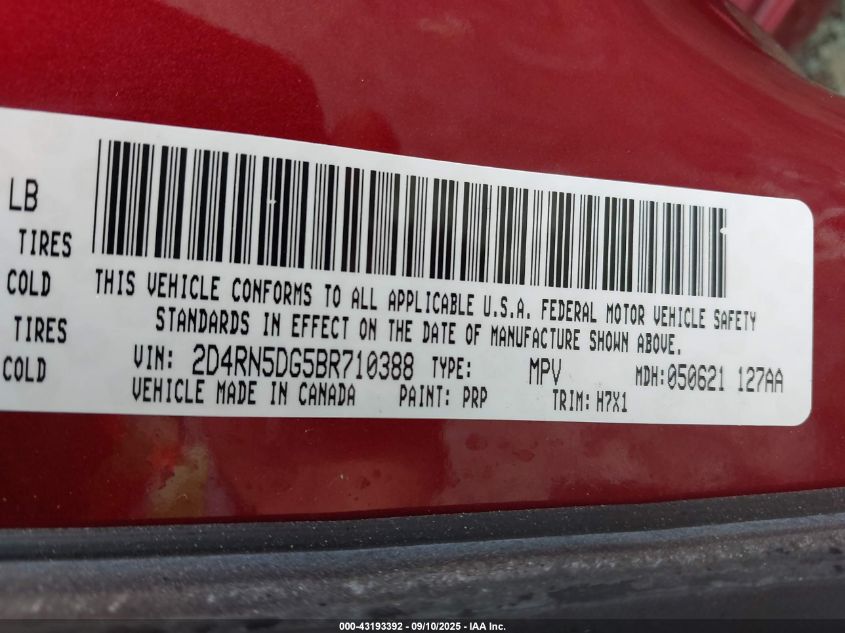 LB
TIRES
COLD
TIRES
COLD
THIS VEHICLE CONFORMS TO ALL APPLICABLE U.S.A. FEDERAL MOTOR VEHICLE SAFETY
STANDARDS IN EFFECT ON THE DATE OF MANUFACTURE SHOWN ABOVE.
VIN: 2D4RN5DG5BR710388 TYPE: MPV MDH:050621 127AA
VEHICLE MADE IN CANADA PAINT: PRP TRIM: H7X1
000-43193392 - 09/10/2025 - IAA Inc.